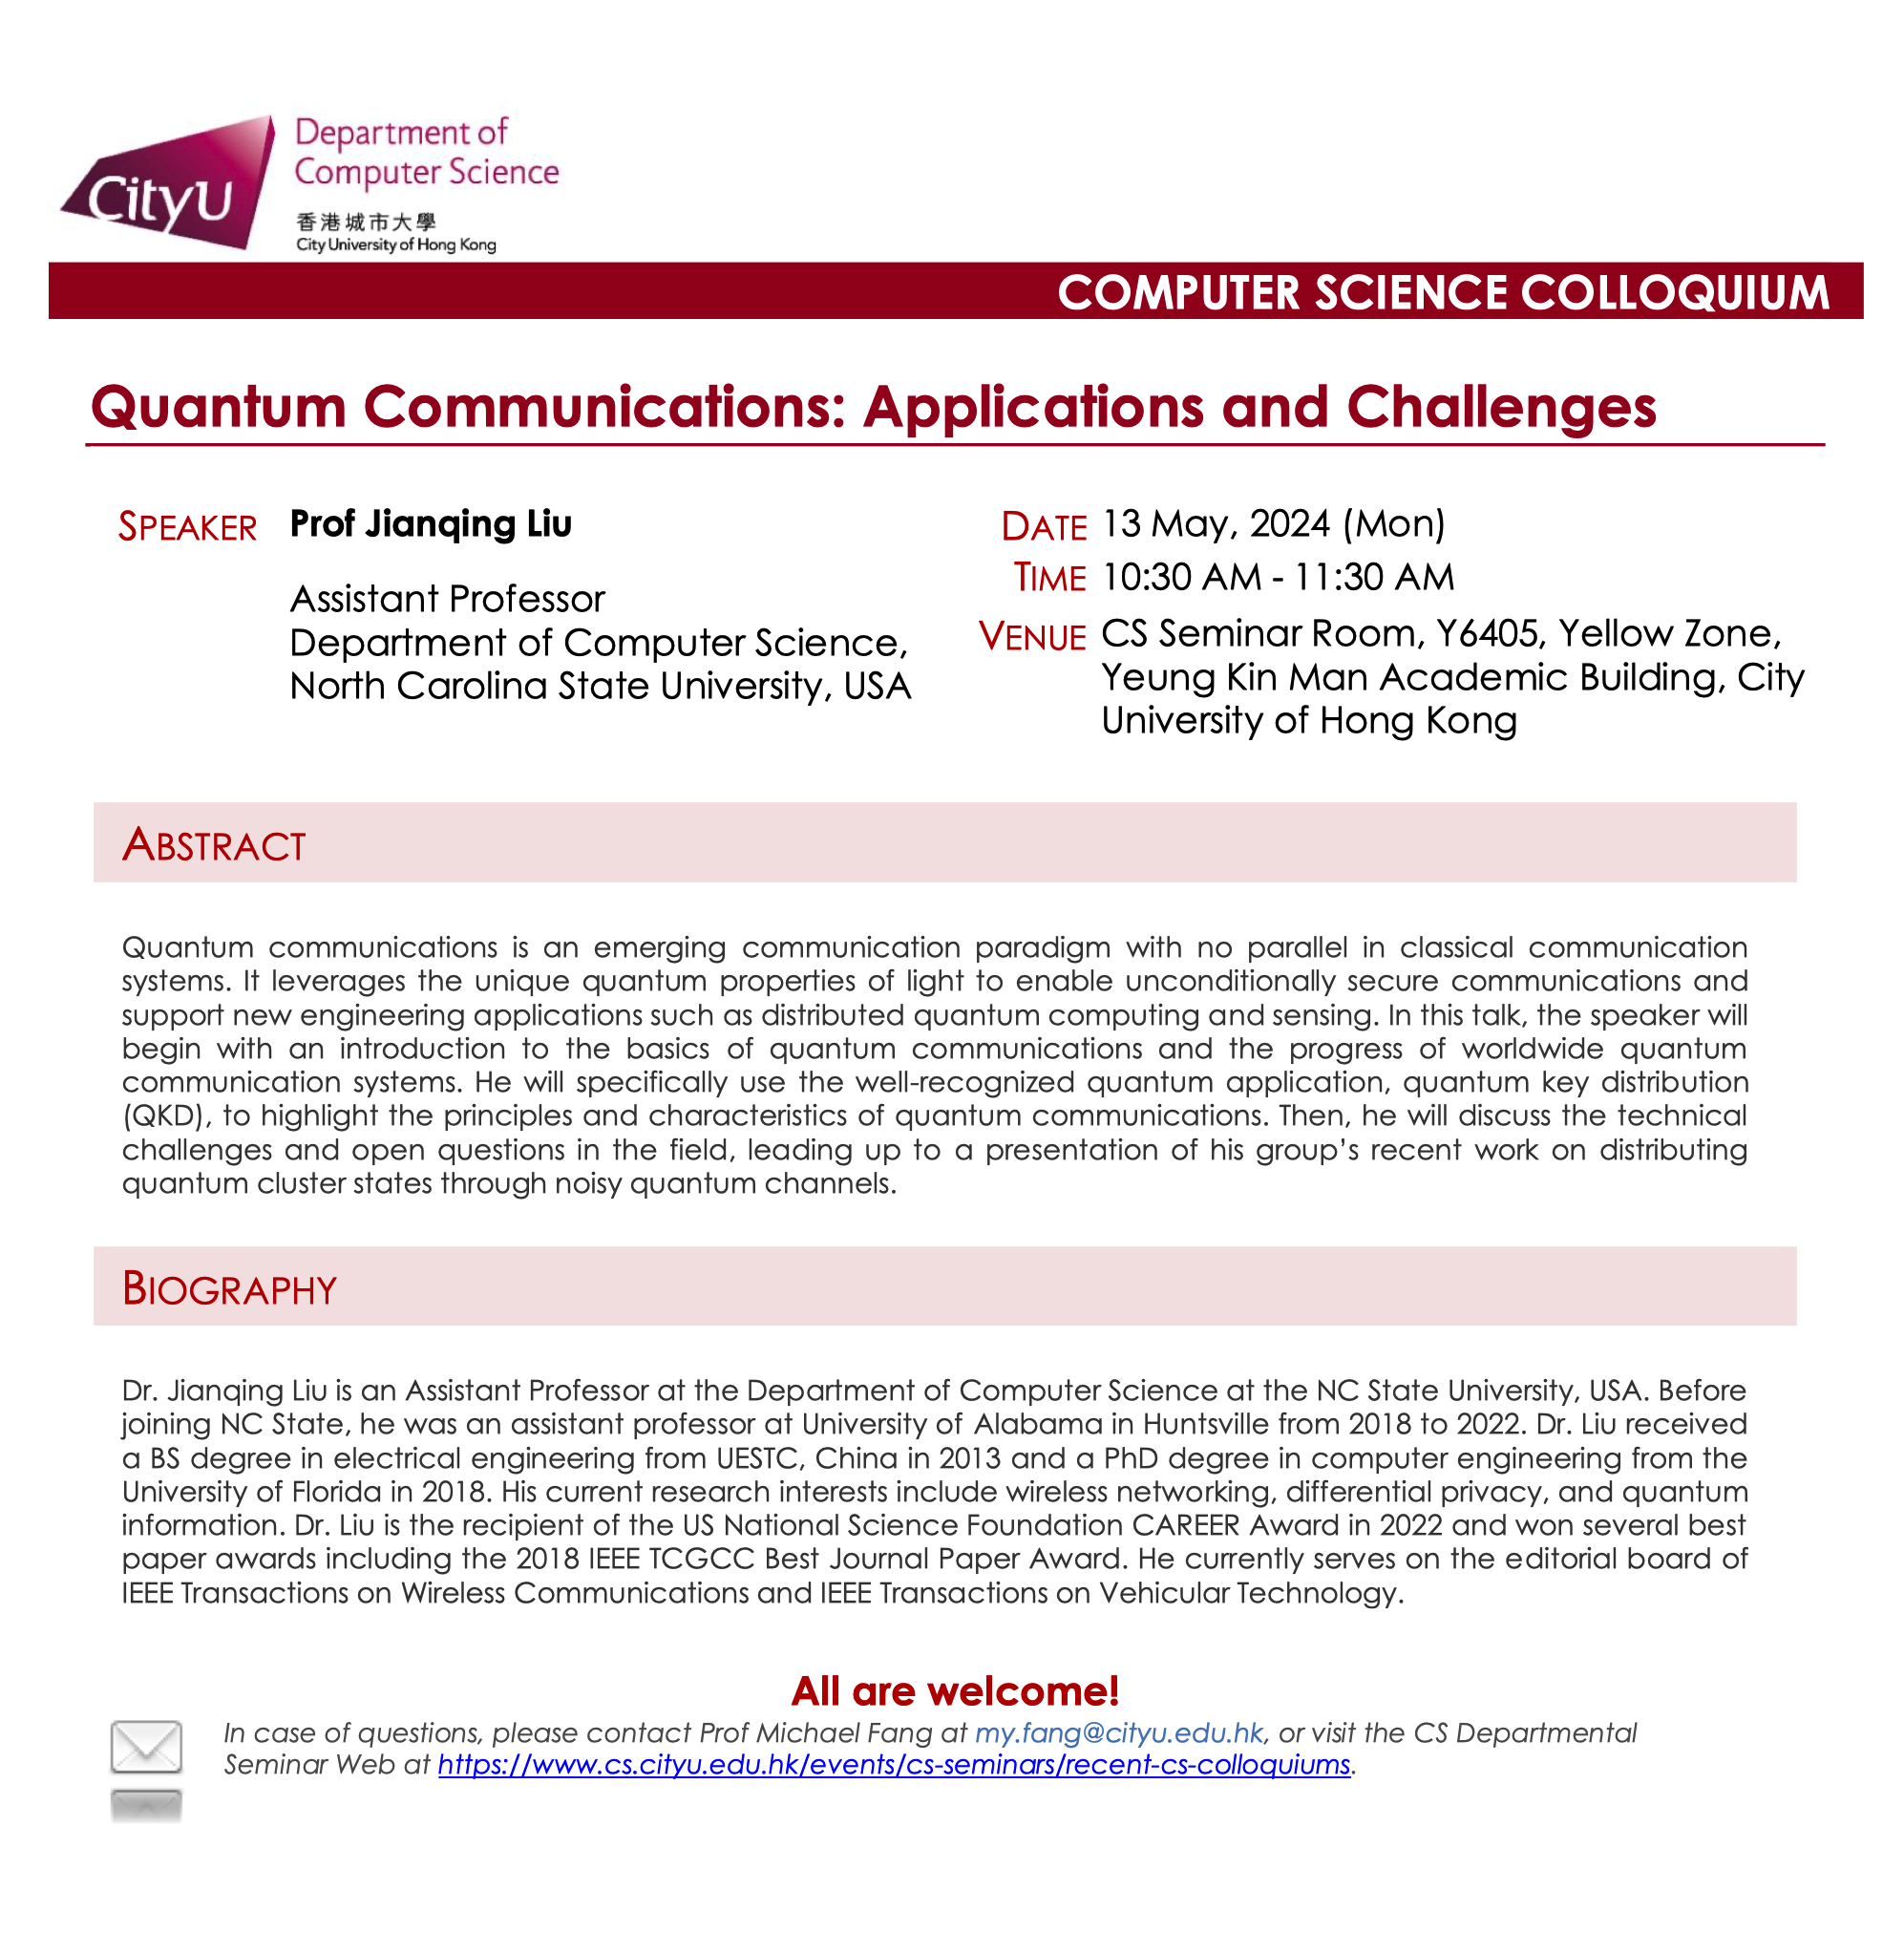 CityU
Department of
Computer Science
香港城市大學
City University of Hong Kong
COMPUTER SCIENCE COLLOQUIUM
Quantum Communications: Applications and Challenges
SPEAKER Prof Jianqing Liu
Assistant Professor
Department of Computer Science,
North Carolina State University, USA
DATE 13 May, 2024 (Mon)
TIME 10:30 AM - 11:30 AM
VENUE CS Seminar Room, Y6405, Yellow Zone,
Yeung Kin Man Academic Building, City
University of Hong Kong
ABSTRACT
Quantum communications is an emerging communication paradigm with no parallel in classical communication
systems. It leverages the unique quantum properties of light to enable unconditionally secure communications and
support new engineering applications such as distributed quantum computing and sensing. In this talk, the speaker will
begin with an introduction to the basics of quantum communications and the progress of worldwide quantum
communication systems. He will specifically use the well-recognized quantum application, quantum key distribution
(QKD), to highlight the principles and characteristics of quantum communications. Then, he will discuss the technical
challenges and open questions in the field, leading up to a presentation of his group’s recent work on distributing
quantum cluster states through noisy quantum channels.
BIOGRAPHY
Dr. Jianqing Liu is an Assistant Professor at the Department of Computer Science at the NC State University, USA. Before
joining NC State, he was an assistant professor at University of Alabama in Huntsville from 2018 to 2022. Dr. Liu received
a BS degree in electrical engineering from UESTC, China in 2013 and a PhD degree in computer engineering from the
University of Florida in 2018. His current research interests include wireless networking, differential privacy, and quantum
information. Dr. Liu is the recipient of the US National Science Foundation CAREER Award in 2022 and won several best
paper awards including the 2018 IEEE TCGCC Best Journal Paper Award. He currently serves on the editorial board of
IEEE Transactions on Wireless Communications and IEEE Transactions on Vehicular Technology.
All are welcome!
In case of questions, please contact Prof Michael Fang at my.fang@cityu.edu.hk, or visit the CS Departmental
Seminar Web at https://www.cs.cityu.edu.hk/events/cs-seminars/recent-cs-colloquiums.